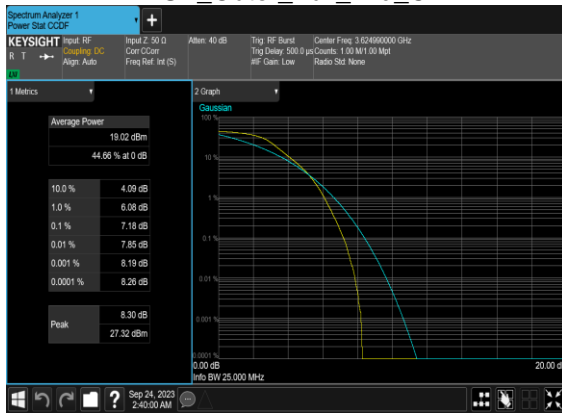 Spectrum Analyzer 1
Power Stat CCDF
KEYSIGHT
R T
LXI
Input: RF
Coupling: DC
Align: Auto
Input Z: 50 Ω
Corr CCorr
Freq Ref: Int (S)
Atten: 40 dB
Trig: RF Burst
Trig Delay: 500.0 µs
#IF Gain: Low
Center Freq: 3.624990000 GHz
Counts: 1.00 M/1.00 Mpt
Radio Std: None
1 Metrics
Average Power
19.02 dBm
44.66 % at 0 dB
10.0 % 4.09 dB
1.0 % 6.08 dB
0.1 % 7.18 dB
0.01 % 7.85 dB
0.001 % 8.19 dB
0.0001 % 8.26 dB
Peak
8.30 dB
27.32 dBm
2 Graph
Gaussian
100 %
10 %
1 %
0.1 %
0.01 %
0.001 %
0.0001 %
0.00 dB
20.00 d
Info BW 25.000 MHz
?
Sep 24, 2023
2:40:00 AM